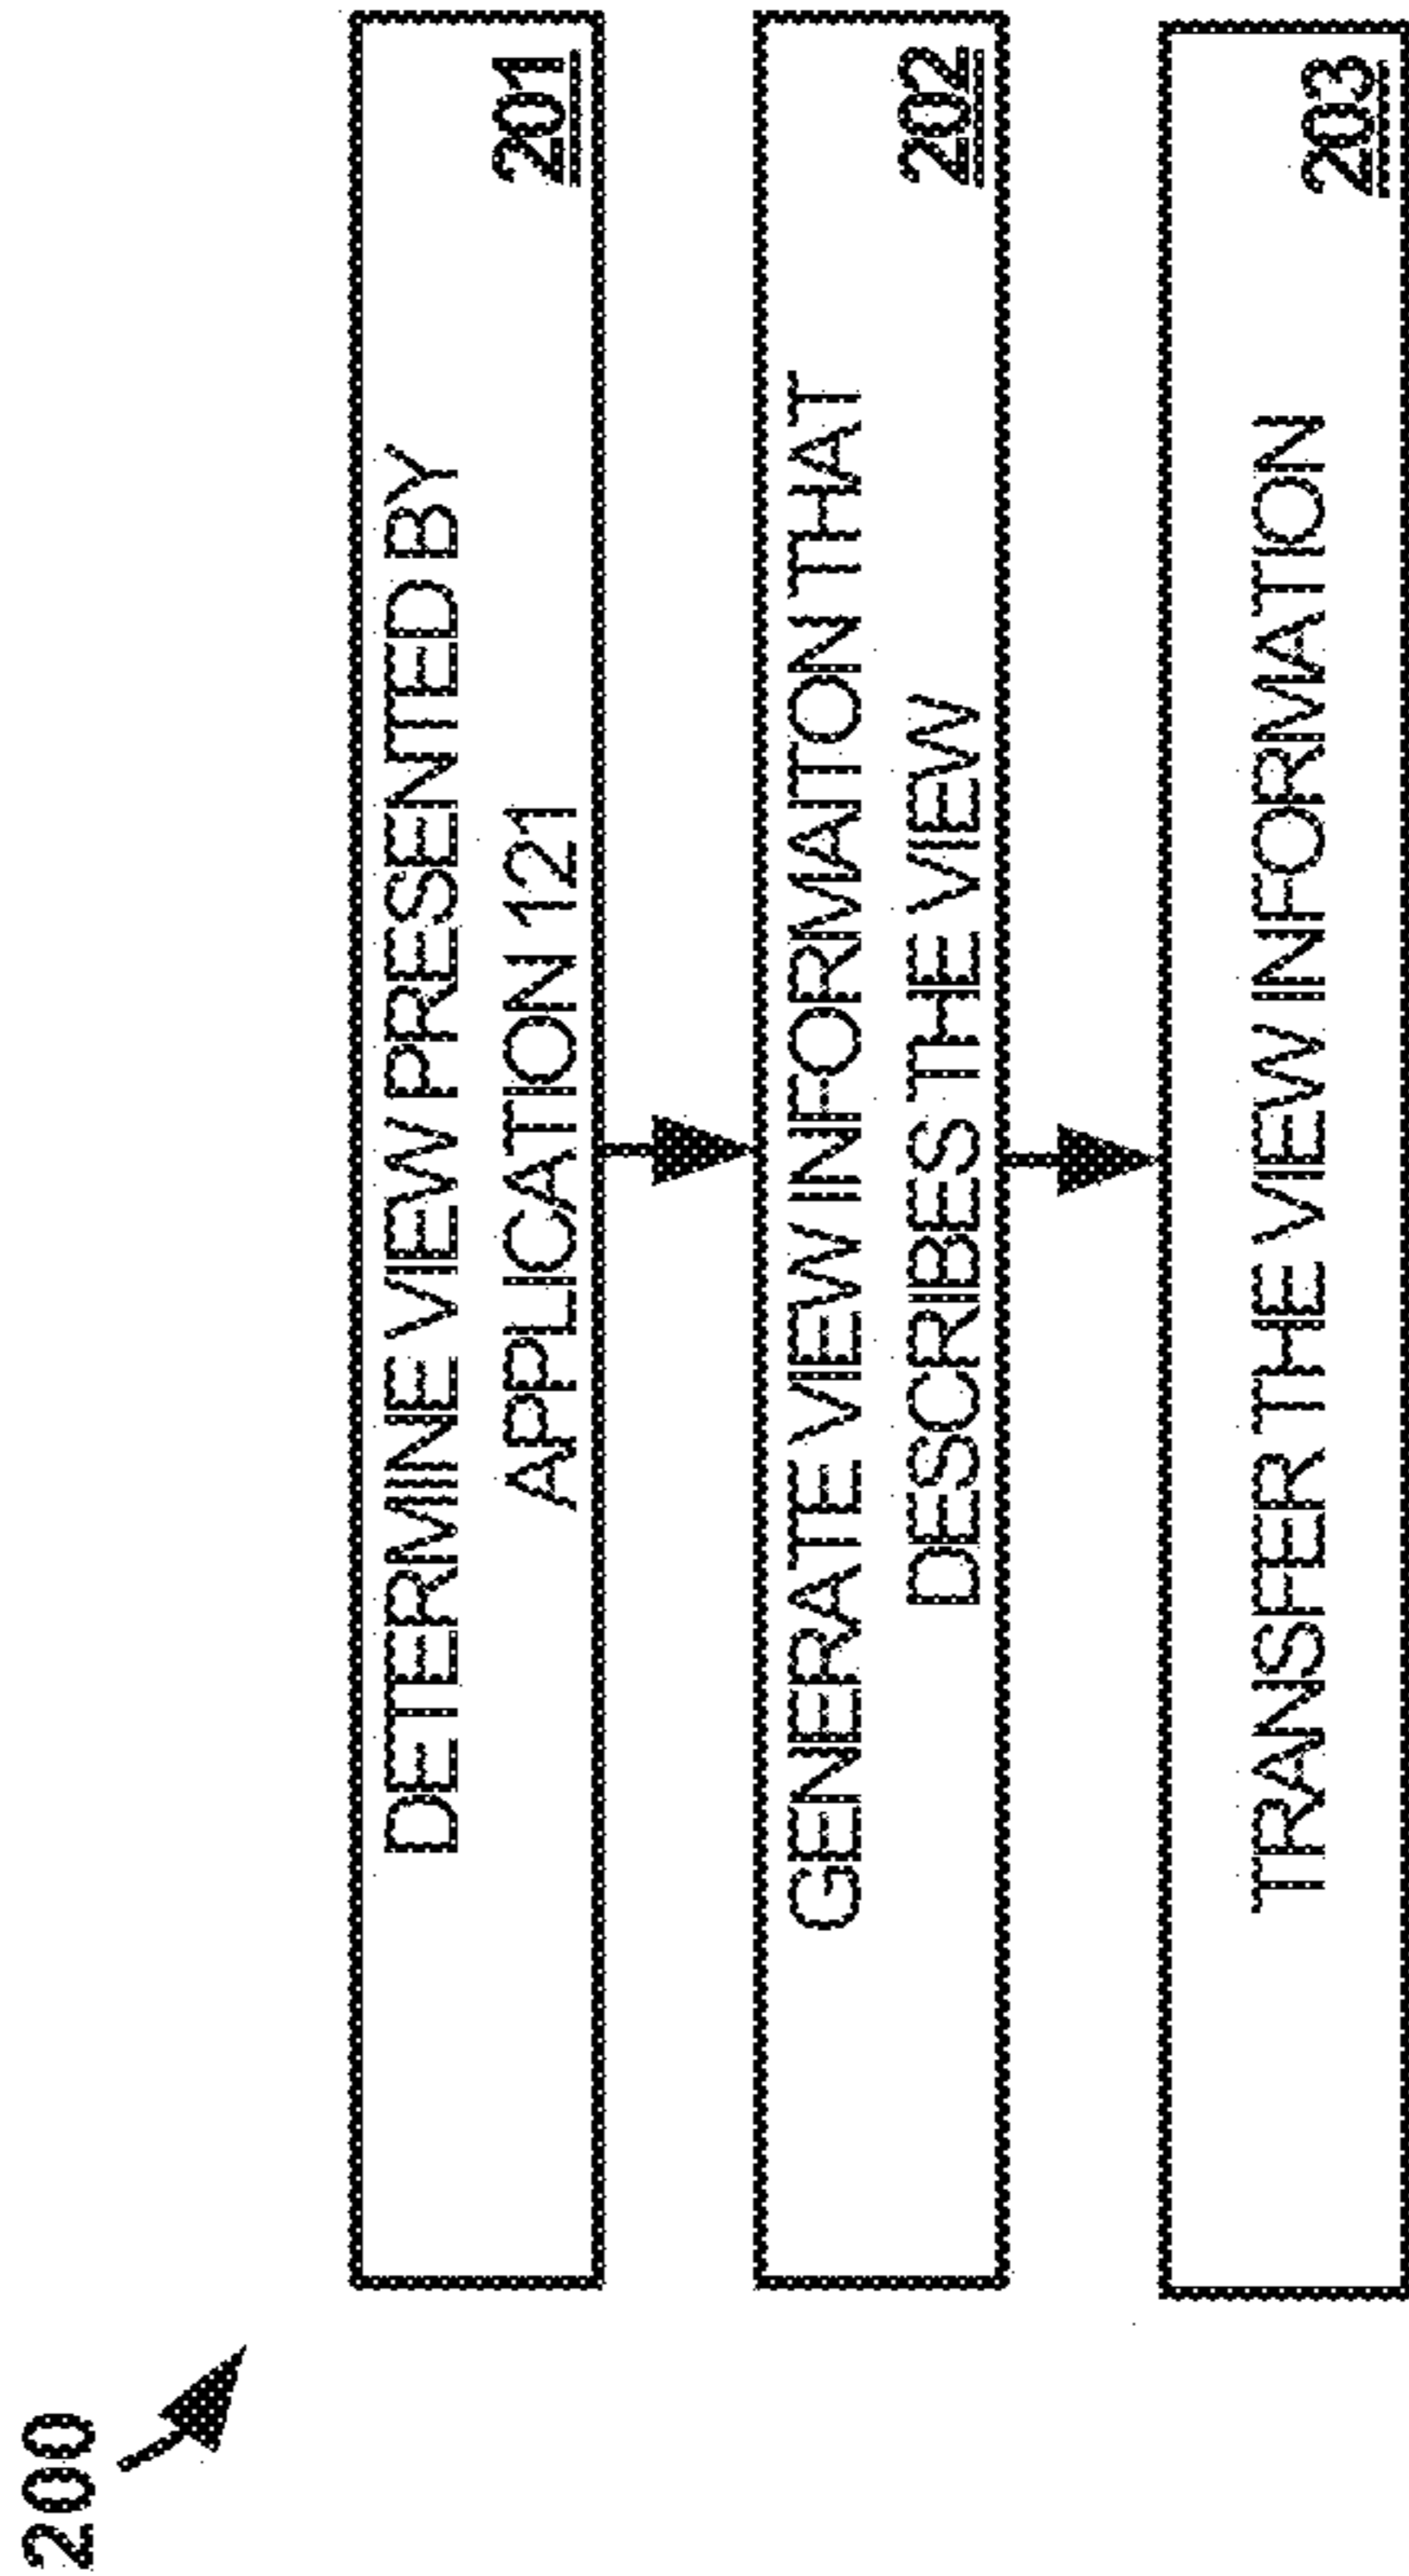 200
DETERMINE VIEW PRESENTED BY
APPLICATION 121
201
GENERATE VIEW INFORMAITON THAT
DESCRIBES THE VIEW
202
TRANSFER THE VIEW INFORMATION
203